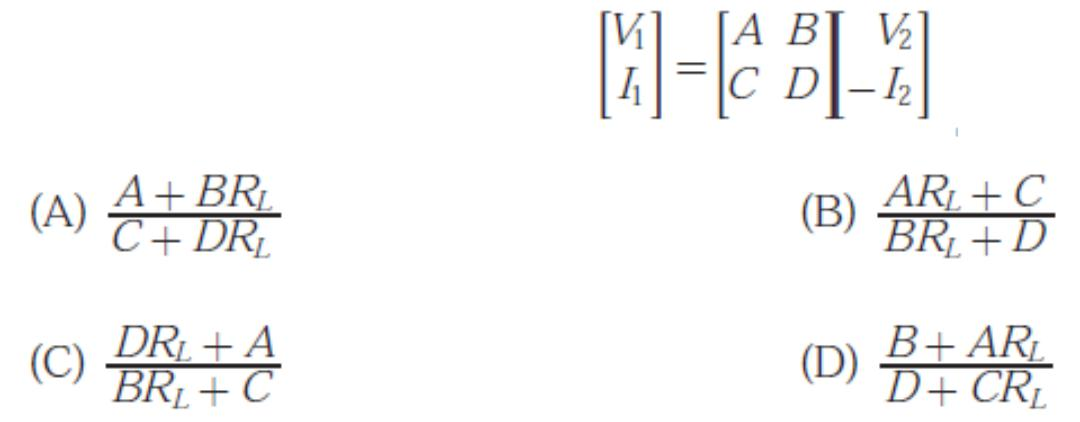 [V₁ I₁] = [A B C D][V₂ −I₂]
(A) A + BR_L / C + DR_L (B) AR_L + C / BR_L + D
(C) DR_L + A / BR_L + C (D) B + AR_L / D + CR_L